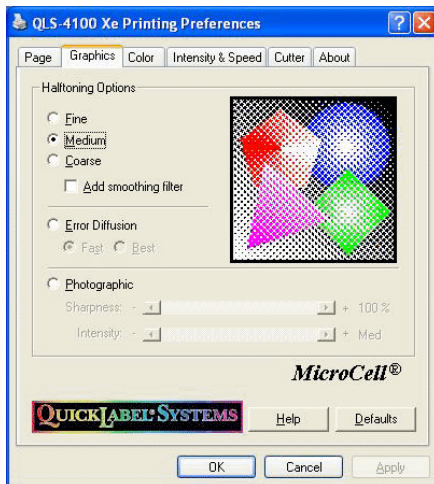 QLS-4100 Xe Printing Preferences
Page Graphics Color Intensity & Speed Cutter About
Halftoning Options
Fine
Medium
Coarse
Add smoothing filter
Error Diffusion
Fast Best
Photographic
Sharpness: - + 100 %
Intensity: - + Med
MicroCell®
QUICKLABEL® SYSTEMS
Help Defaults
OK Cancel Apply